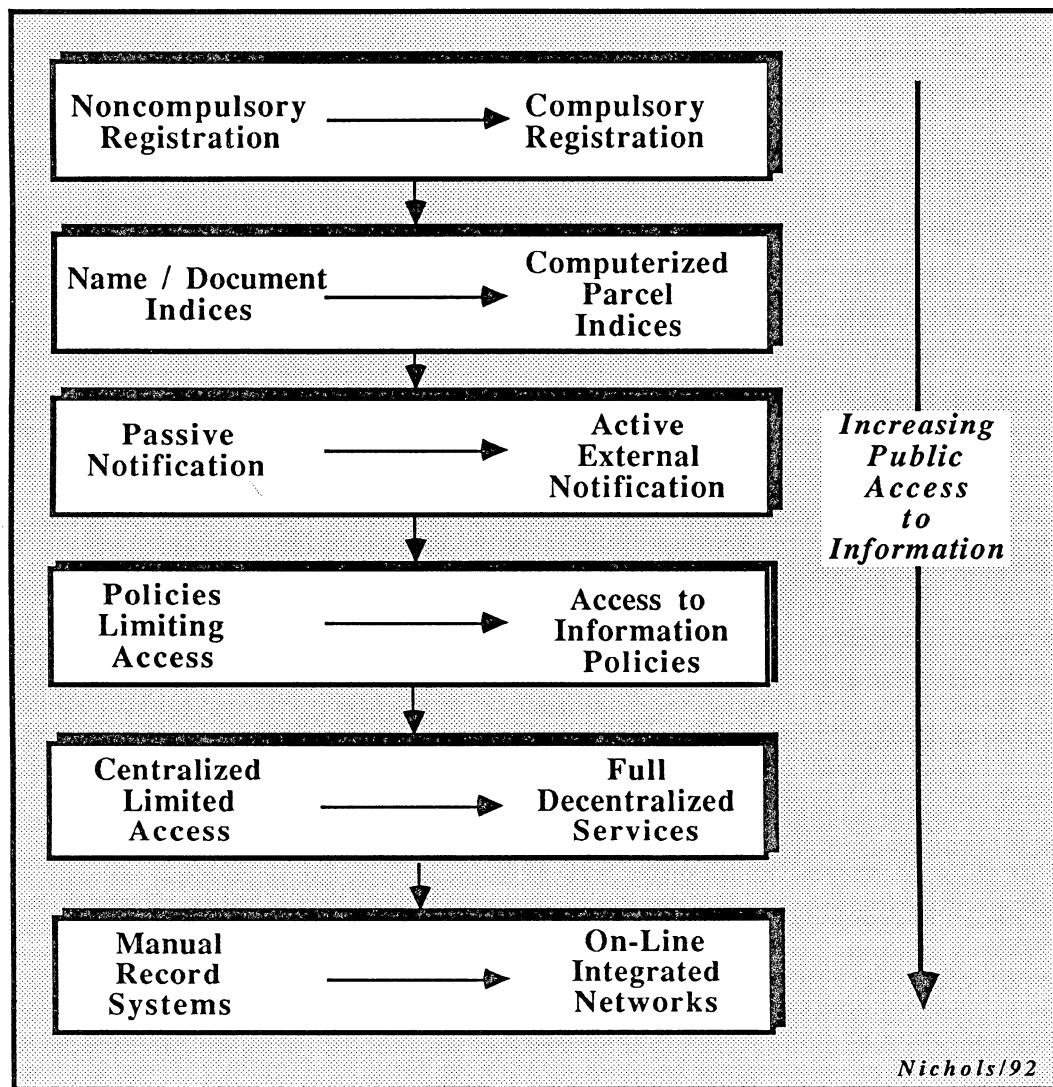 Noncompulsory
Registration
Compulsory
Registration
Name / Document
Indices
Computerized
Parcel
Indices
Passive
Notification
Active
External
Notification
Policies
Limiting
Access
Access to
Information
Policies
Centralized
Limited
Access
Full
Decentralized
Services
Manual
Record
Systems
On-Line
Integrated
Networks
Increasing
Public
Access
to
Information
Nichols/92